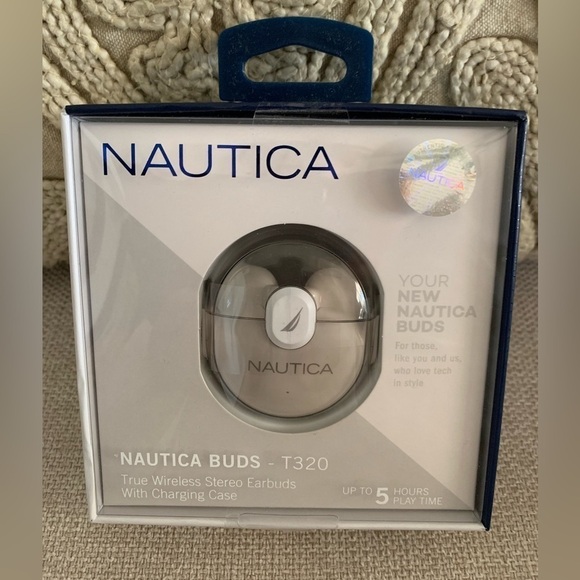 NAUTICA
NAUTICA
YOUR
NEW
NAUTICA
BUDS
For those,
like you and us,
who love tech
in style
NAUTICA
NAUTICA BUDS - T320
True Wireless Stereo Earbuds
With Charging Case
UP TO 5 HOURS
PLAY TIME